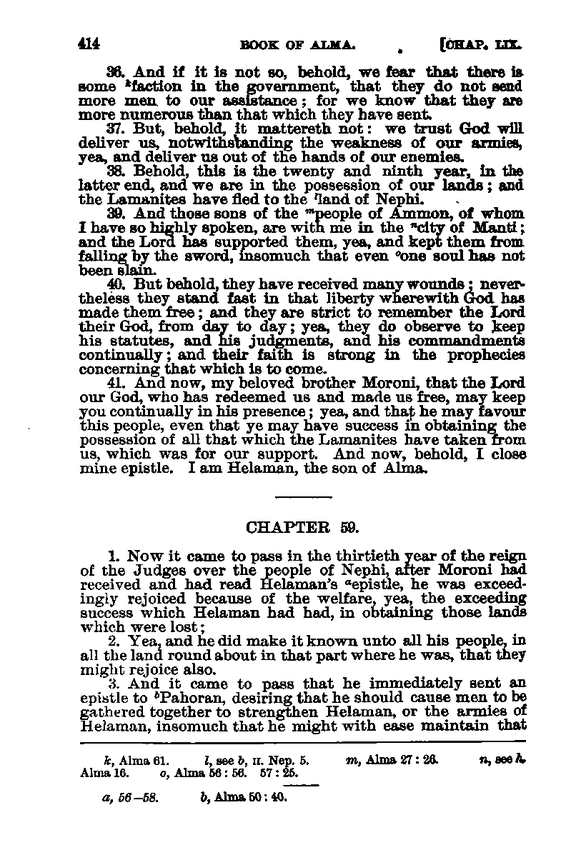 414 BOOK OF ALMA. [CHAP. LIX.
36. And if it is not so, behold, we fear that there is
some ᵏfaction in the government, that they do not send
more men to our assistance; for we know that they are
more numerous than that which they have sent.
37. But, behold, it mattereth not: we trust God will
deliver us, notwithstanding the weakness of our armies,
yea, and deliver us out of the hands of our enemies.
38. Behold, this is the twenty and ninth year, in the
latter end, and we are in the possession of our lands; and
the Lamanites have fled to the ˡland of Nephi.
39. And those sons of the ᵐpeople of Ammon, of whom
I have so highly spoken, are with me in the ⁿcity of Manti;
and the Lord has supported them, yea, and kept them from
falling by the sword, insomuch that even ᵒone soul has not
been slain.
40. But behold, they have received many wounds; never-
theless they stand fast in that liberty wherewith God has
made them free; and they are strict to remember the Lord
their God, from day to day; yea, they do observe to keep
his statutes, and his judgments, and his commandments
continually; and their faith is strong in the prophecies
concerning that which is to come.
41. And now, my beloved brother Moroni, that the Lord
our God, who has redeemed us and made us free, may keep
you continually in his presence; yea, and that he may favour
this people, even that ye may have success in obtaining the
possession of all that which the Lamanites have taken from
us, which was for our support. And now, behold, I close
mine epistle. I am Helaman, the son of Alma.
CHAPTER 59.
1. Now it came to pass in the thirtieth year of the reign
of the Judges over the people of Nephi, after Moroni had
received and had read Helaman's ᵃepistle, he was exceed-
ingly rejoiced because of the welfare, yea, the exceeding
success which Helaman had had, in obtaining those lands
which were lost;
2. Yea, and he did make it known unto all his people, in
all the land round about in that part where he was, that they
might rejoice also.
3. And it came to pass that he immediately sent an
epistle to ᵇPahoran, desiring that he should cause men to be
gathered together to strengthen Helaman, or the armies of
Helaman, insomuch that he might with ease maintain that
k, Alma 61. l, see b, II. Nep. 5. m, Alma 27:26. n, see h,
Alma 16. o, Alma 56:56. 57:25.
a, 56–58. b, Alma 50:40.